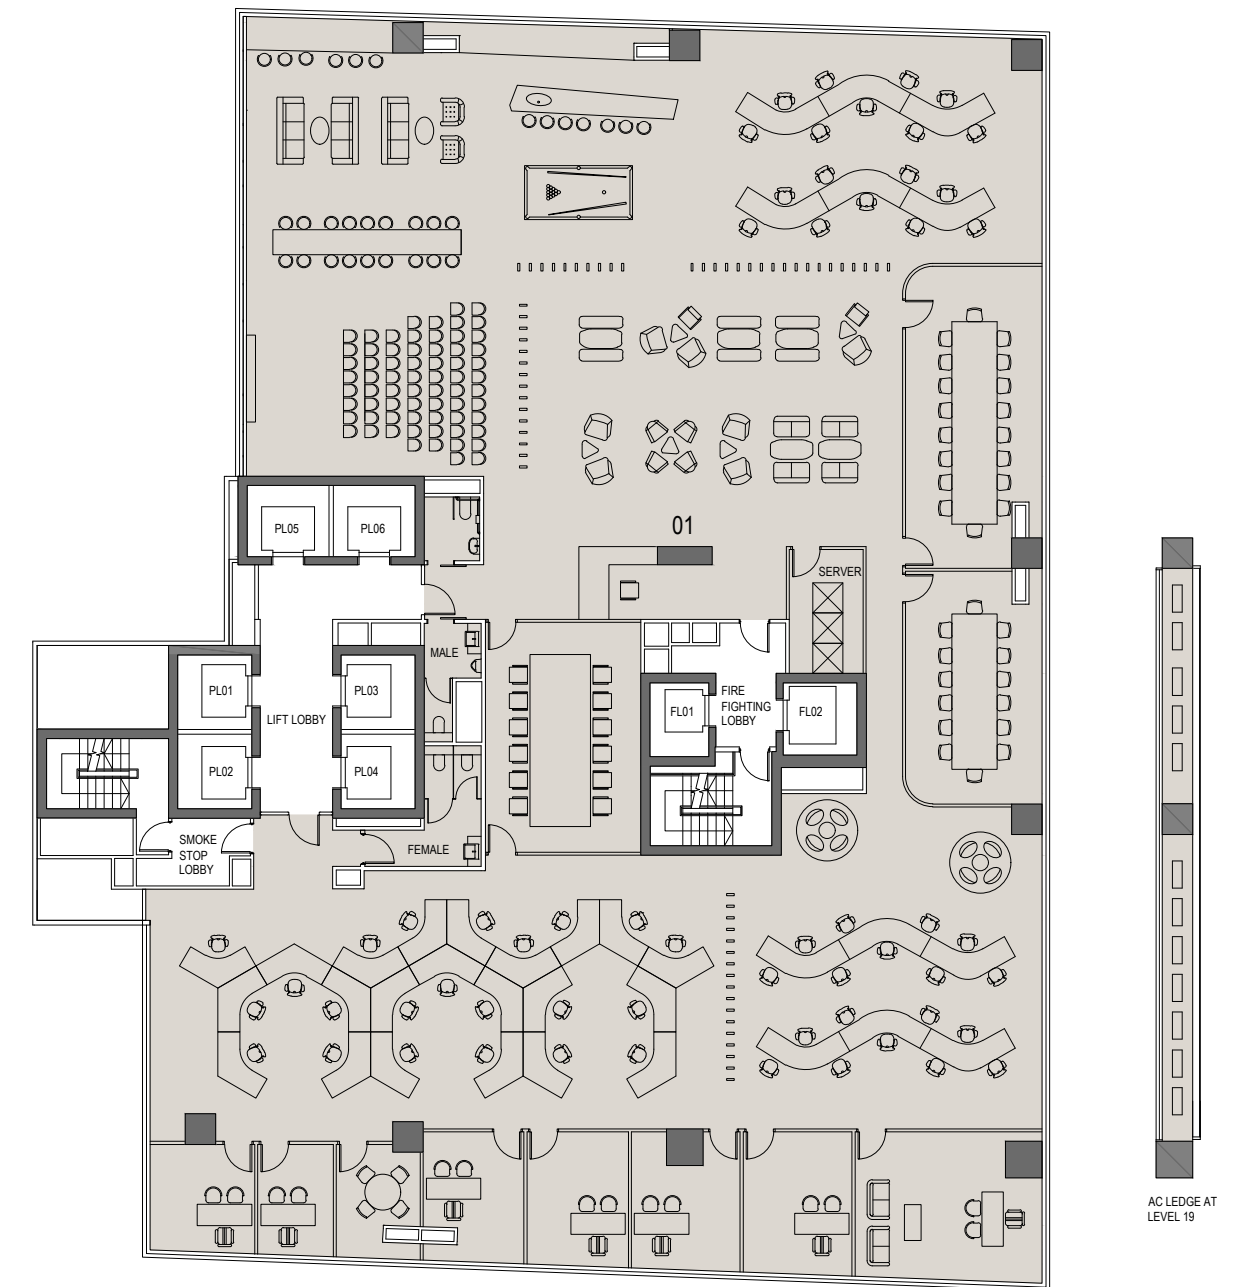 PL05
PL06
01
SERVER
MALE
PL01
PL03
LIFT LOBBY
PL02
PL04
FL01
FIRE
FIGHTING
LOBBY
FL02
SMOKE
STOP
LOBBY
FEMALE
AC LEDGE AT
LEVEL 19